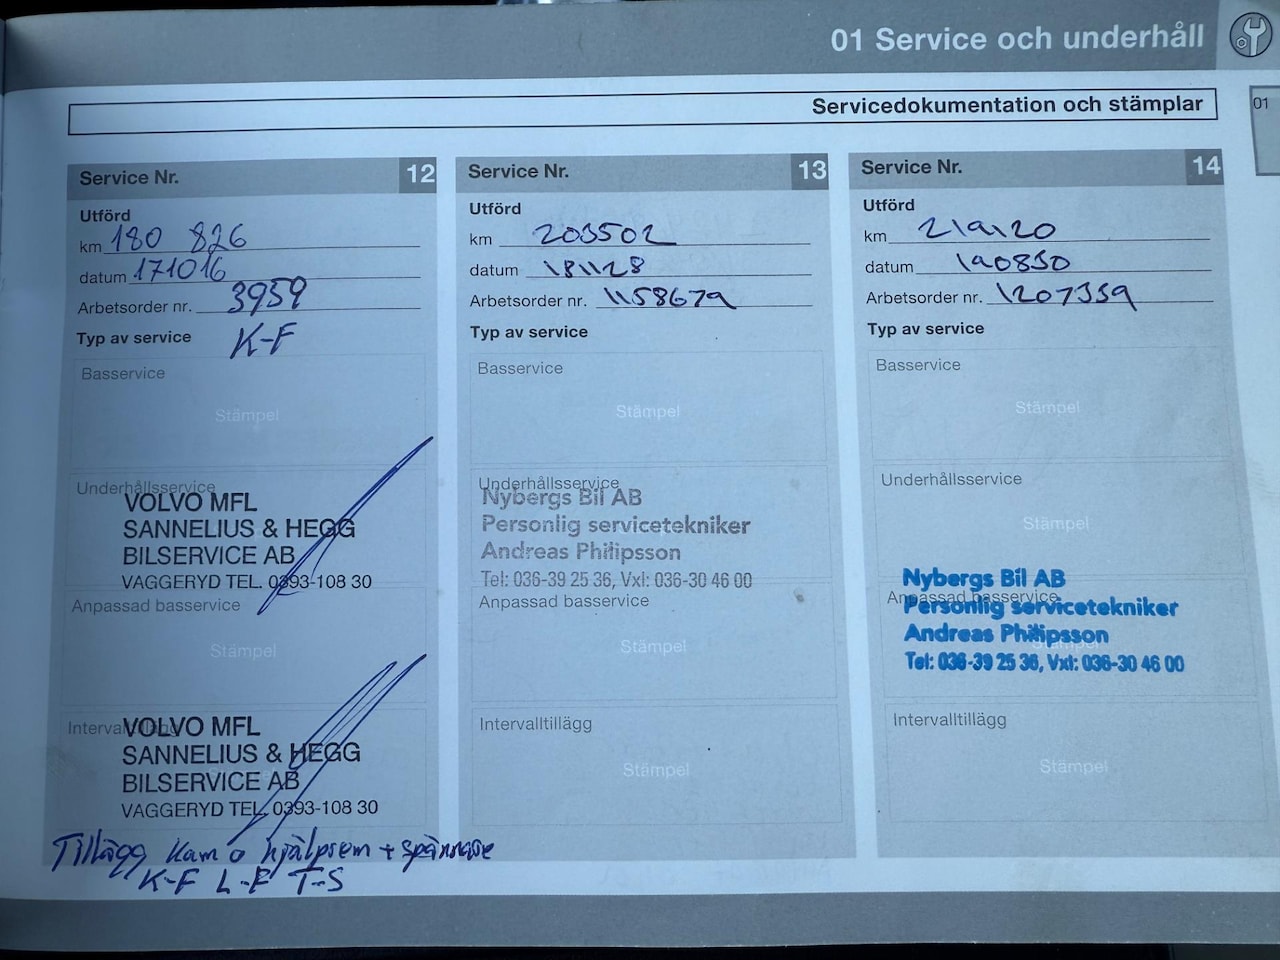 01 Service och underhåll
Servicedokumentation och stämplar
01
Service Nr. 12
Utförd
km 180 826
datum 171016
Arbetsorder nr. 3959
Typ av service K-F
Basservice
Stämpel
Underhållsservice
VOLVO MFL
SANNELIUS & HEGG
BILSERVICE AB
VAGGERYD TEL. 0393-108 30
Anpassad basservice
Stämpel
Intervalltillägg
VOLVO MFL
SANNELIUS & HEGG
BILSERVICE AB
VAGGERYD TEL. 0393-108 30
Tillägg Kam o hjälprem + spännare
K-F L-F T-S
Service Nr. 13
Utförd
km 203502
datum 181128
Arbetsorder nr. 1158679
Typ av service
Basservice
Stämpel
Underhållsservice
Nybergs Bil AB
Personlig servicetekniker
Andreas Philipsson
Tel: 036-39 25 36, Vxl: 036-30 46 00
Anpassad basservice
Stämpel
Intervalltillägg
Stämpel
Service Nr. 14
Utförd
km 219120
datum 190830
Arbetsorder nr. 1207339
Typ av service
Basservice
Stämpel
Underhållsservice
Stämpel
Nybergs Bil AB
Anpassad basservice
Personlig servicetekniker
Andreas Philipsson
Stämpel
Tel: 036-39 25 36, Vxl: 036-30 46 00
Intervalltillägg
Stämpel